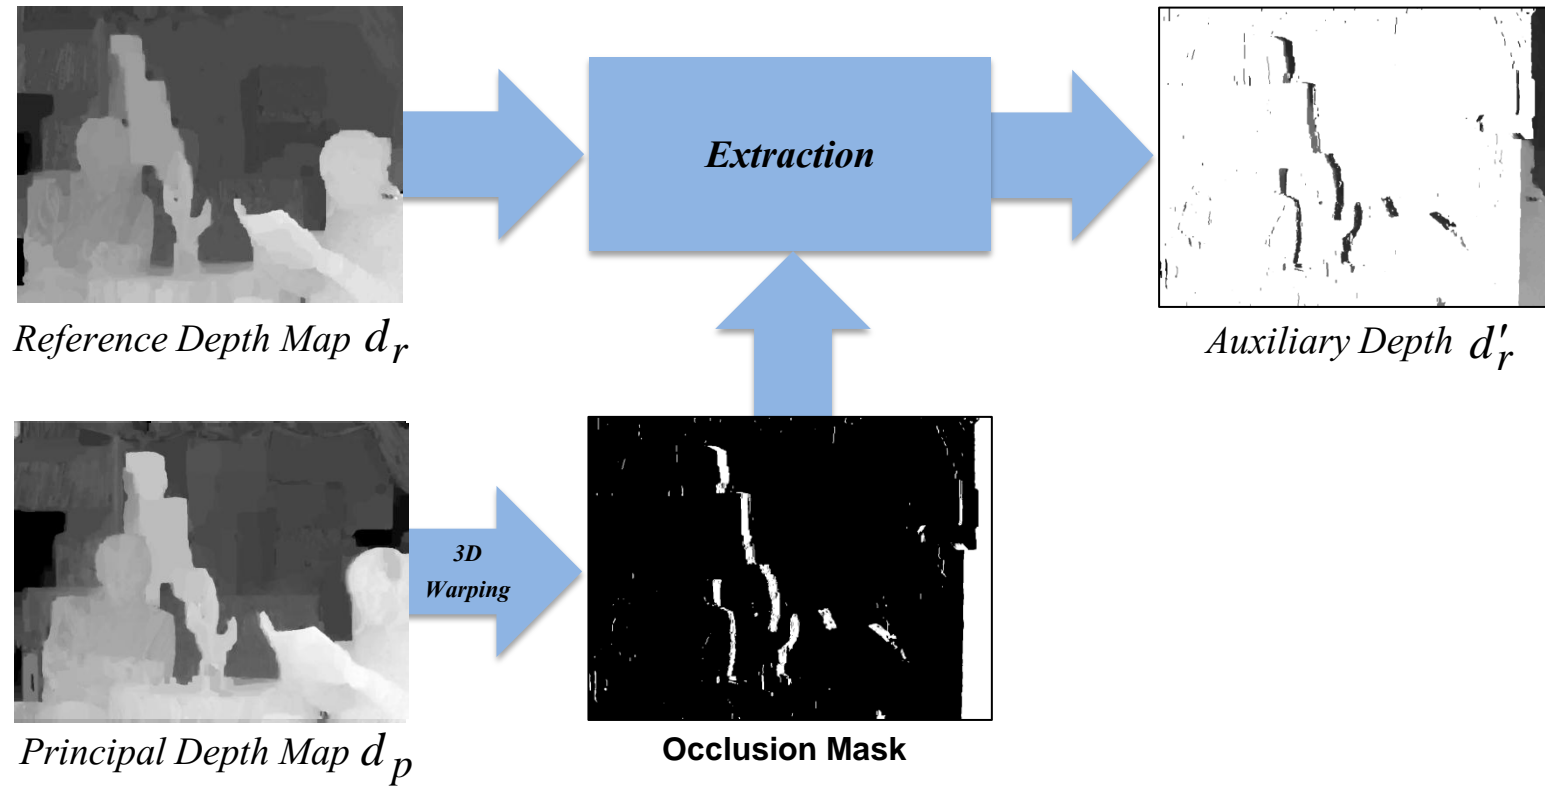 Extraction
Reference Depth Map d_r
Auxiliary Depth d′_r
3D
Warping
Principal Depth Map d_p
Occlusion Mask